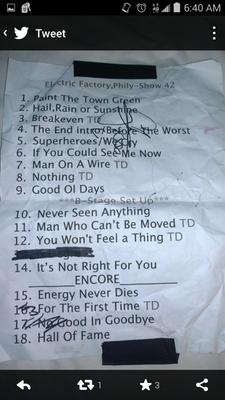 6:40 AM
Tweet
Electric Factory,Phily-Show 42
1. Paint The Town Green
2. Hail,Rain or Sunshine
3. Breakeven TD
4. The End intro/Before The Worst
5. Superheroes/We Cry
6. If You Could See Me Now
7. Man On A Wire TD
8. Nothing TD
9. Good Ol Days
***B-Stage Set Up***
10. Never Seen Anything
11. Man Who Can't Be Moved TD
12. You Won't Feel a Thing TD
14. It's Not Right For You
ENCORE
15. Energy Never Dies
16. For The First Time TD
17. No Good In Goodbye
18. Hall Of Fame
1
3